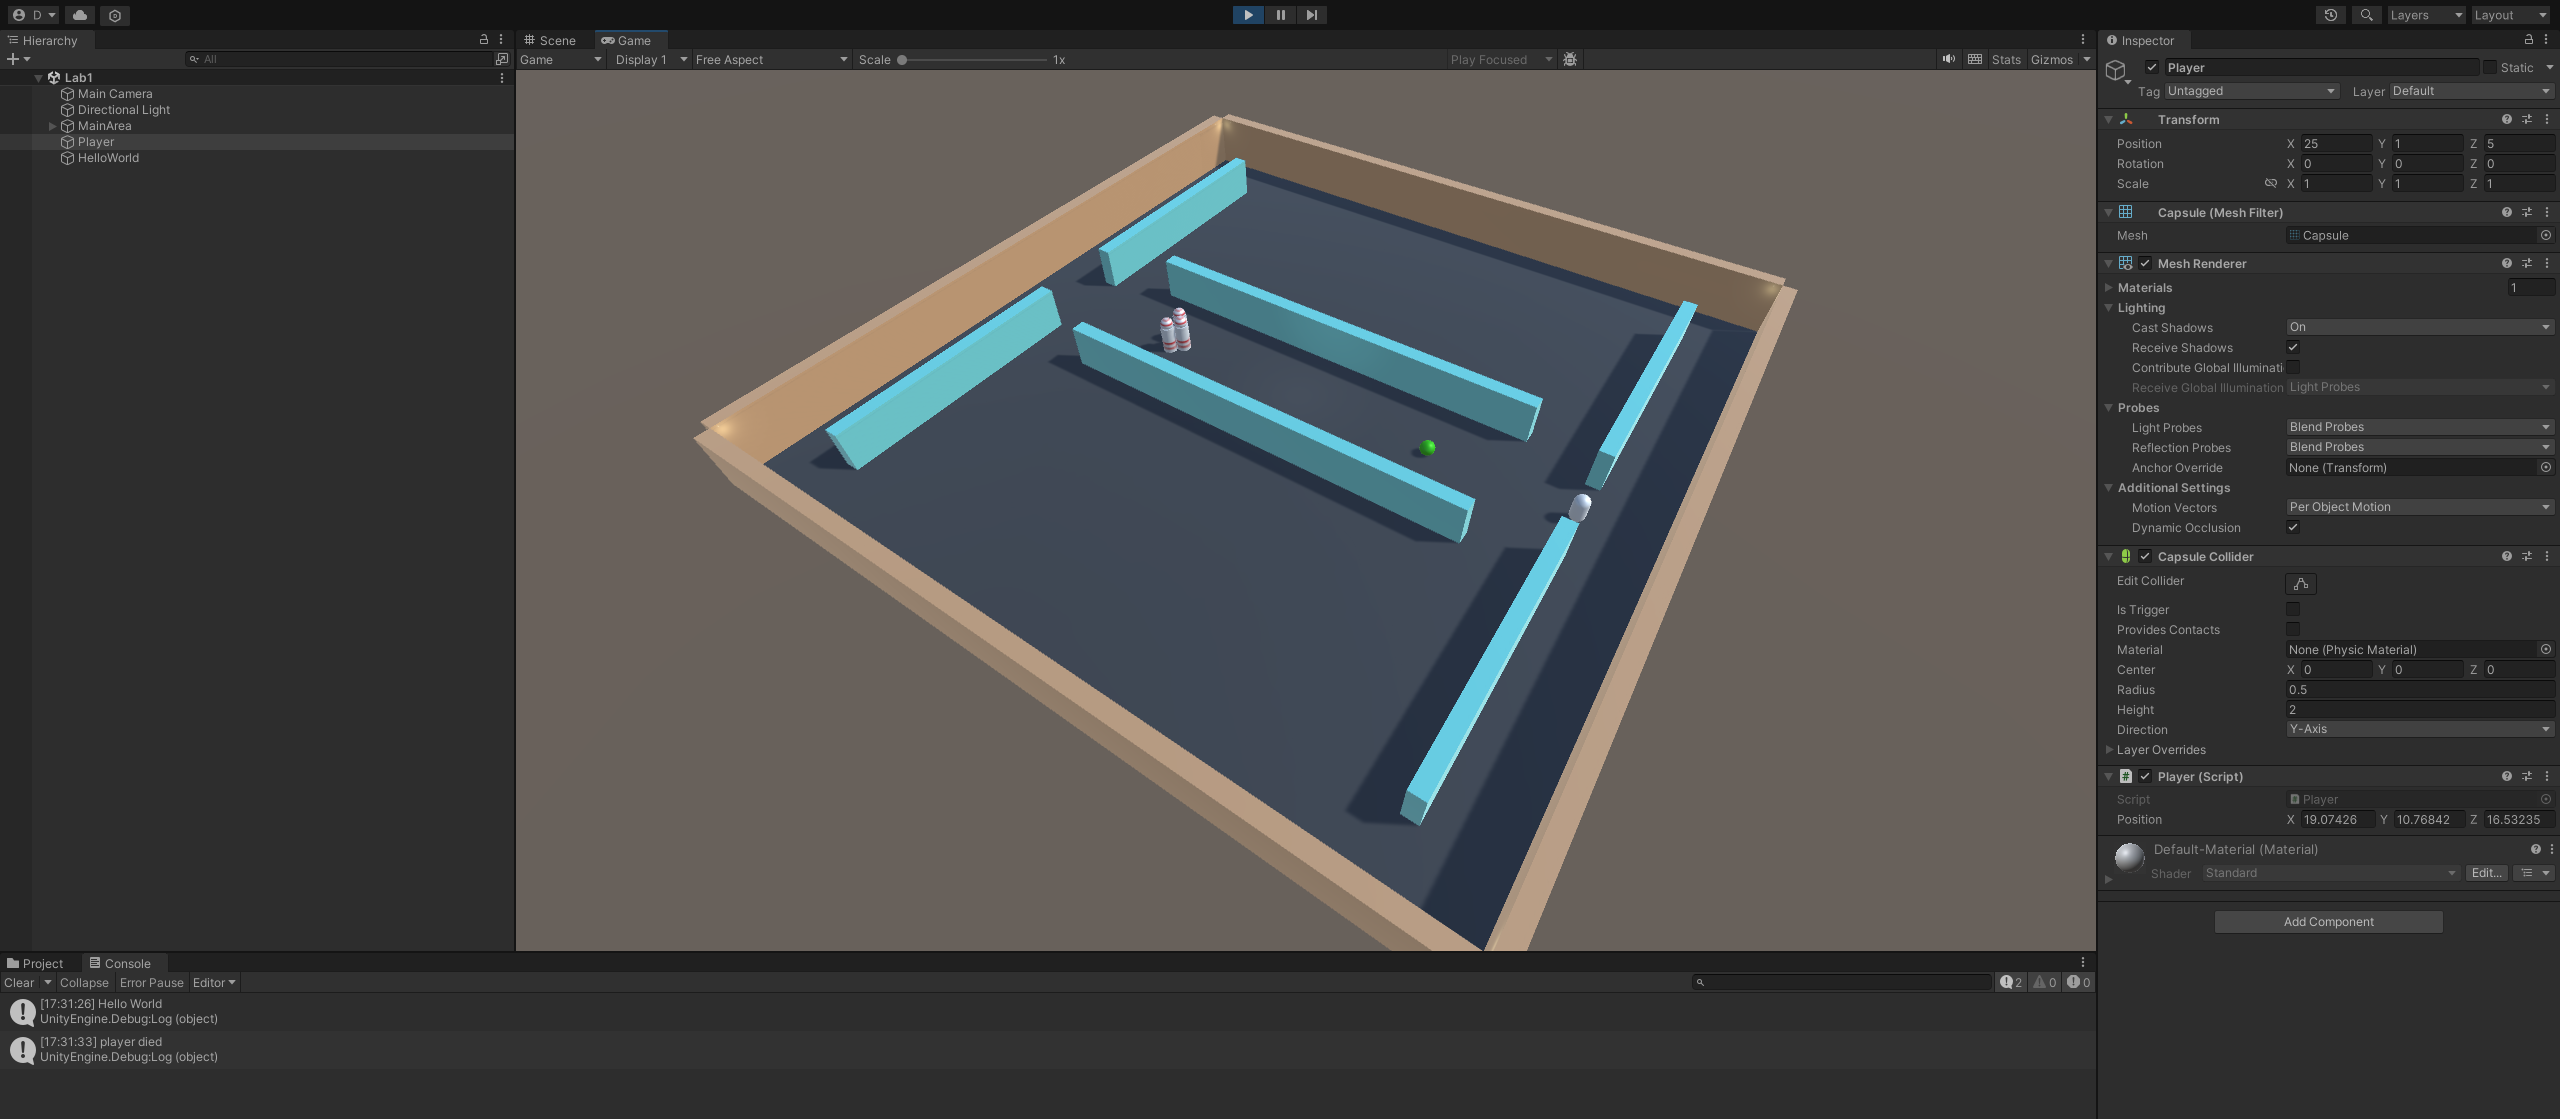 D
Layers
Layout
Hierarchy
All
Lab1
Main Camera
Directional Light
MainArea
Player
HelloWorld
Scene
Game
Game
Display 1
Free Aspect
Scale
1x
Play Focused
Stats
Gizmos
Inspector
Player
Static
Tag Untagged
Layer Default
Transform
Position X 25 Y 1 Z 5
Rotation X 0 Y 0 Z 0
Scale X 1 Y 1 Z 1
Capsule (Mesh Filter)
Mesh Capsule
Mesh Renderer
Materials 1
Lighting
Cast Shadows On
Receive Shadows
Contribute Global Illuminati
Receive Global Illumination Light Probes
Probes
Light Probes Blend Probes
Reflection Probes Blend Probes
Anchor Override None (Transform)
Additional Settings
Motion Vectors Per Object Motion
Dynamic Occlusion
Capsule Collider
Edit Collider
Is Trigger
Provides Contacts
Material None (Physic Material)
Center X 0 Y 0 Z 0
Radius 0.5
Height 2
Direction Y-Axis
Layer Overrides
Player (Script)
Script Player
Position X 19.07426 Y 10.76842 Z 16.53235
Default-Material (Material)
Shader Standard Edit...
Add Component
Project
Console
Clear
Collapse
Error Pause
Editor
2
0
0
[17:31:26] Hello World
UnityEngine.Debug:Log (object)
[17:31:33] player died
UnityEngine.Debug:Log (object)